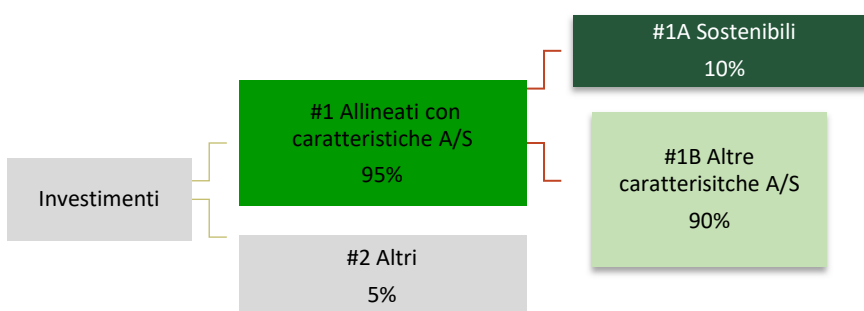 Investimenti
#1 Allineati con
caratteristiche A/S
95%
#2 Altri
5%
#1A Sostenibili
10%
#1B Altre
caratterisitche A/S
90%